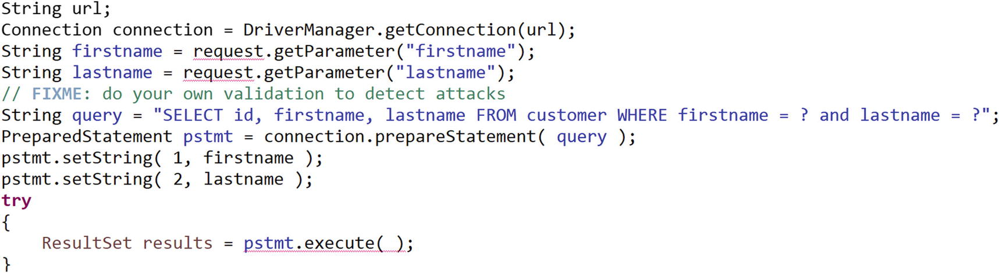 String url;
Connection connection = DriverManager.getConnection(url);
String firstname = request.getParameter("firstname");
String lastname = request.getParameter("lastname");
// FIXME: do your own validation to detect attacks
String query = "SELECT id, firstname, lastname FROM customer WHERE firstname = ? and lastname = ?";
PreparedStatement pstmt = connection.prepareStatement( query );
pstmt.setString( 1, firstname );
pstmt.setString( 2, lastname );
try
{
    ResultSet results = pstmt.execute( );
}